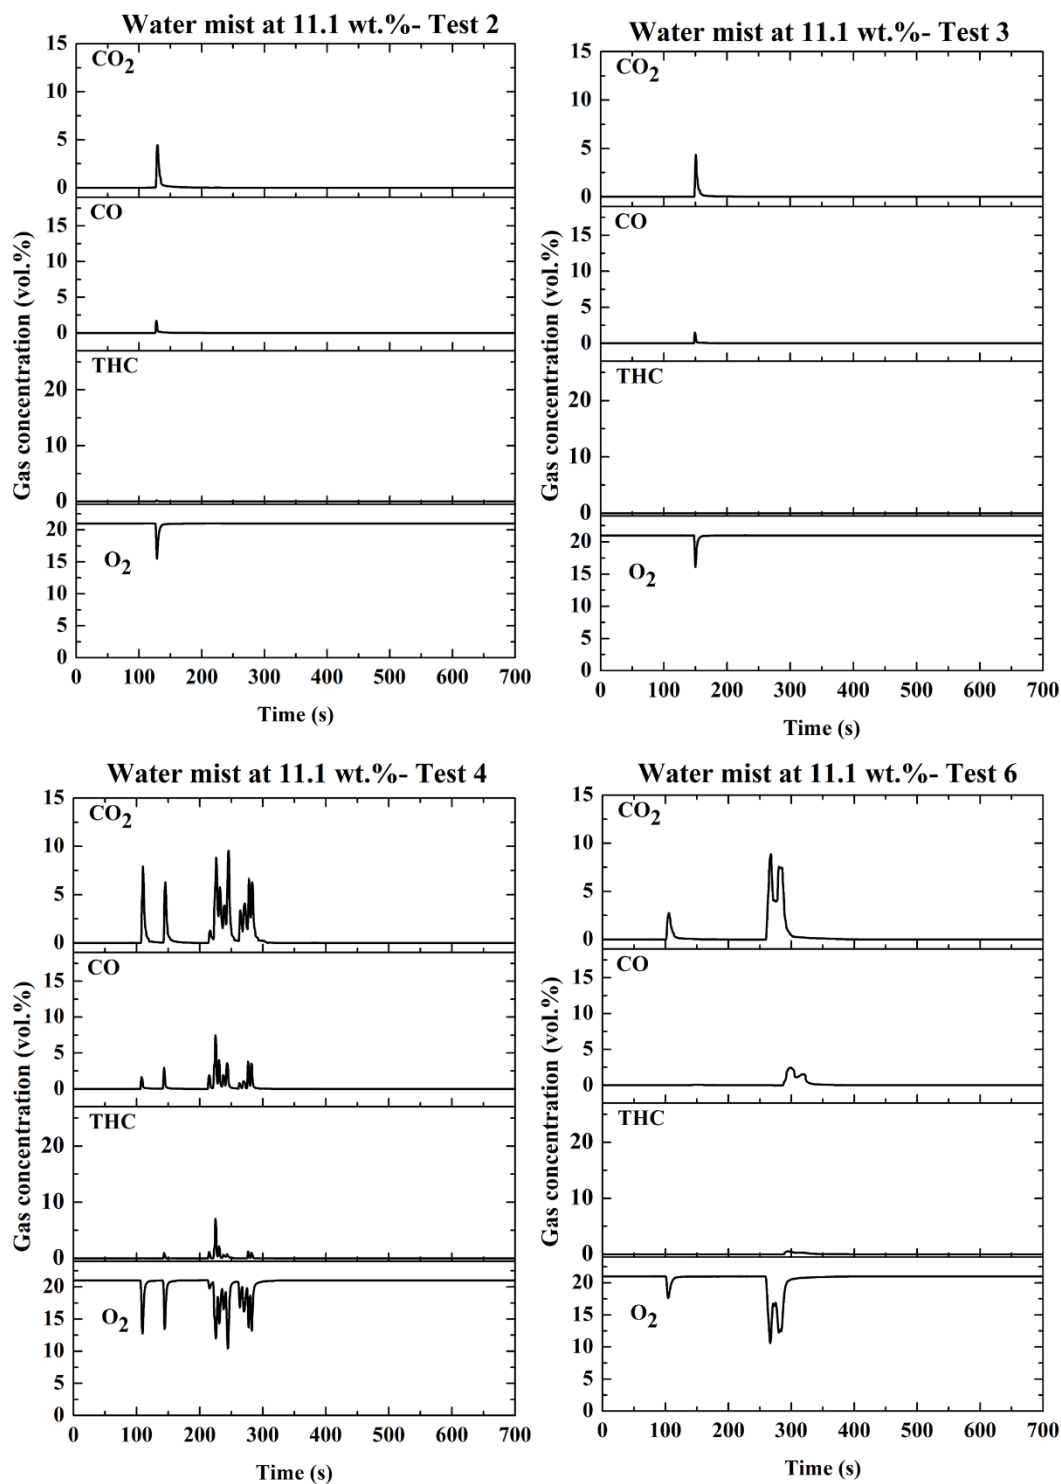 Water mist at 11.1 wt.%- Test 2
Gas concentration (vol.%)
15
CO2
10
5
0
CO
15
10
5
0
THC
20
10
0
20
O2
15
10
5
0
0 100 200 300 400 500 600 700
Time (s)
Water mist at 11.1 wt.%- Test 3
Gas concentration (vol.%)
15
CO2
10
5
0
CO
15
10
5
0
THC
20
10
0
20
O2
15
10
5
0
0 100 200 300 400 500 600 700
Time (s)
Water mist at 11.1 wt.%- Test 4
Gas concentration (vol.%)
15
CO2
10
5
0
CO
15
10
5
0
THC
20
10
0
20
O2
15
10
5
0
0 100 200 300 400 500 600 700
Time (s)
Water mist at 11.1 wt.%- Test 6
Gas concentration (vol.%)
15
CO2
10
5
0
CO
15
10
5
0
THC
20
10
0
20
O2
15
10
5
0
0 100 200 300 400 500 600 700
Time (s)